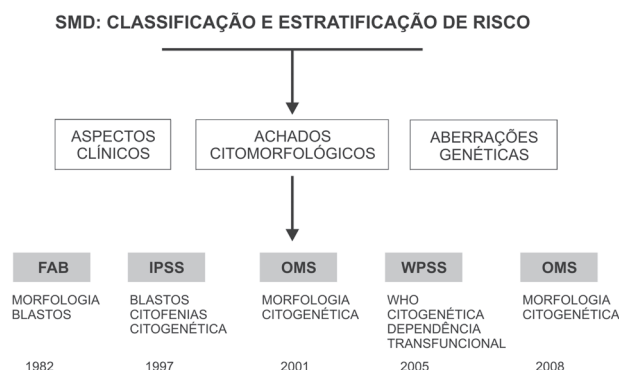 SMD: CLASSIFICAÇÃO E ESTRATIFICAÇÃO DE RISCO
ASPECTOS
CLÍNICOS
ACHADOS
CITOMORFOLÓGICOS
ABERRAÇÕES
GENÉTICAS
FAB
MORFOLOGIA
BLASTOS
1982
IPSS
BLASTOS
CITOFENIAS
CITOGENÉTICA
1997
OMS
MORFOLOGIA
CITOGENÉTICA
2001
WPSS
WHO
CITOGENÉTICA
DEPENDÊNCIA
TRANSFUNCIONAL
2005
OMS
MORFOLOGIA
CITOGENÉTICA
2008